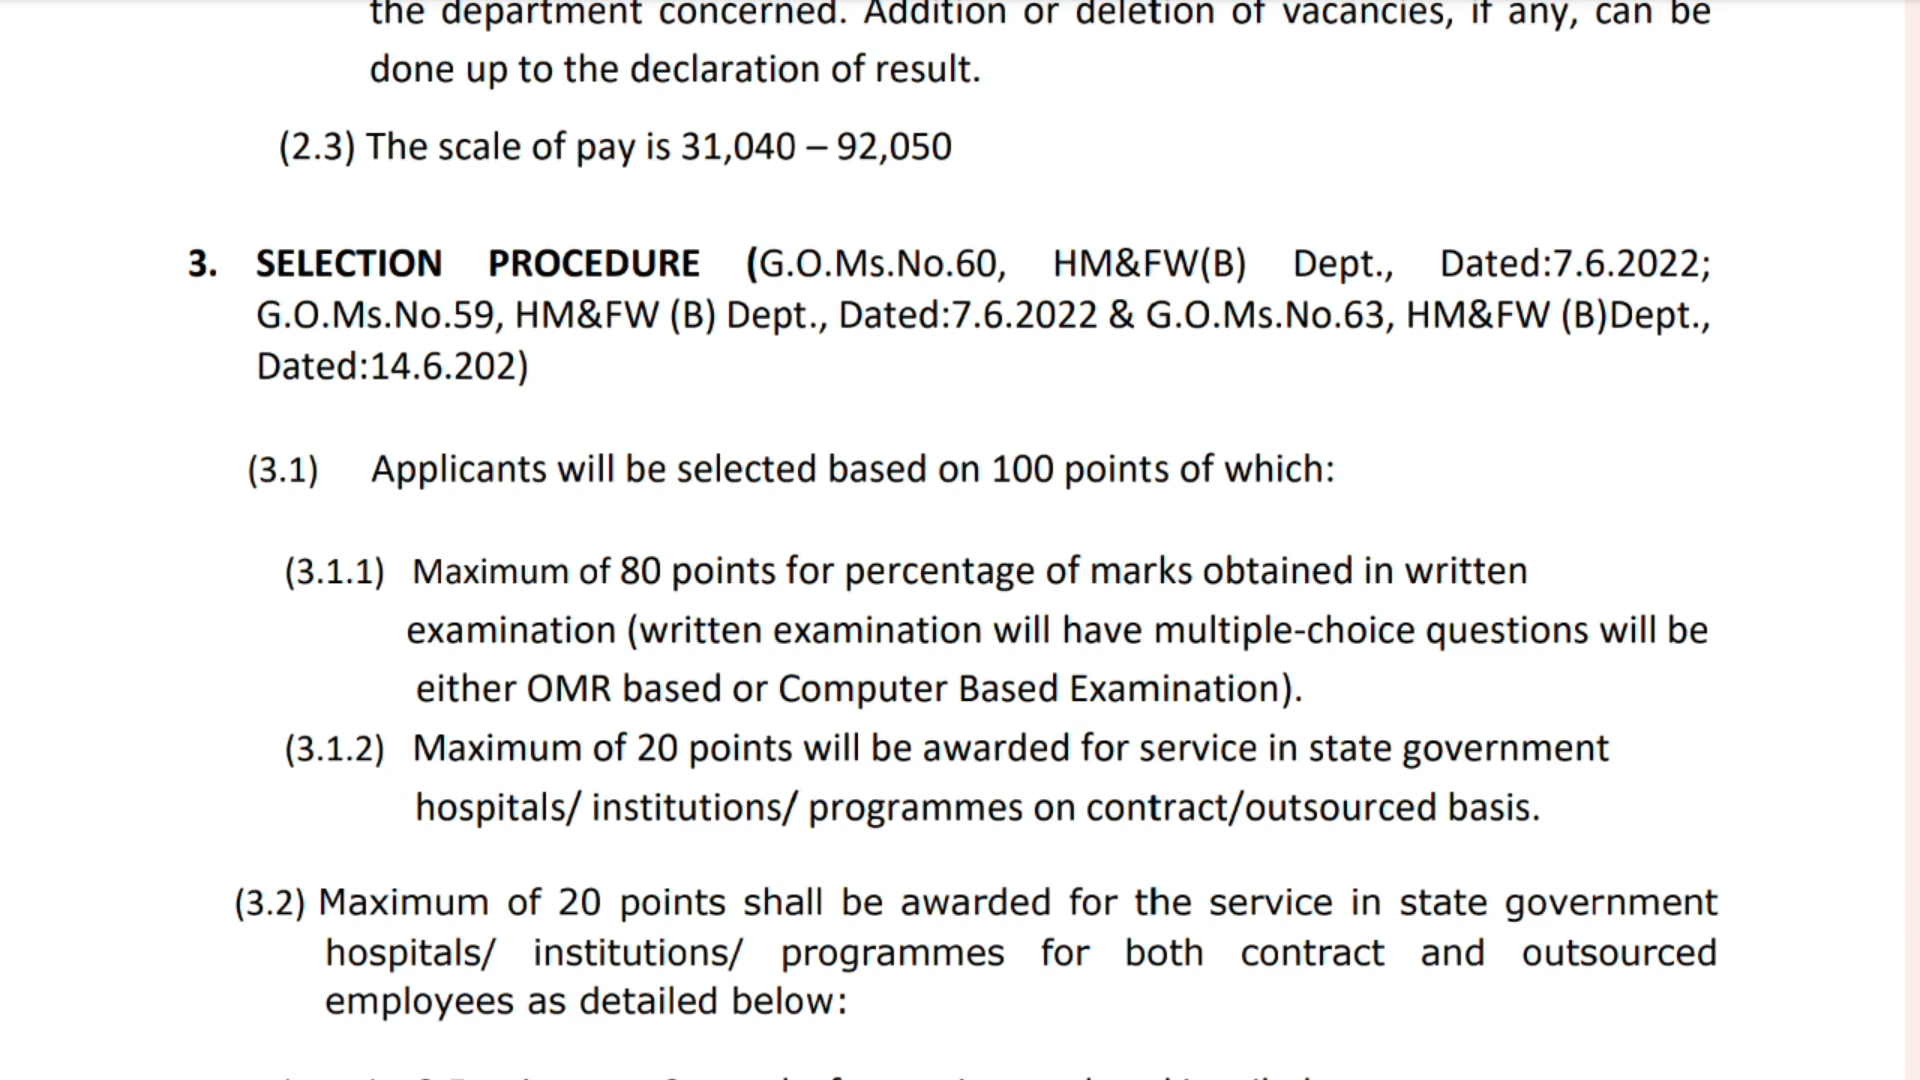 the department concerned. Addition or deletion of vacancies, if any, can be
done up to the declaration of result.
(2.3) The scale of pay is 31,040 – 92,050
3. SELECTION PROCEDURE (G.O.Ms.No.60, HM&FW(B) Dept., Dated:7.6.2022;
G.O.Ms.No.59, HM&FW (B) Dept., Dated:7.6.2022 & G.O.Ms.No.63, HM&FW (B)Dept.,
Dated:14.6.202)
(3.1) Applicants will be selected based on 100 points of which:
(3.1.1) Maximum of 80 points for percentage of marks obtained in written
examination (written examination will have multiple-choice questions will be
either OMR based or Computer Based Examination).
(3.1.2) Maximum of 20 points will be awarded for service in state government
hospitals/ institutions/ programmes on contract/outsourced basis.
(3.2) Maximum of 20 points shall be awarded for the service in state government
hospitals/ institutions/ programmes for both contract and outsourced
employees as detailed below: